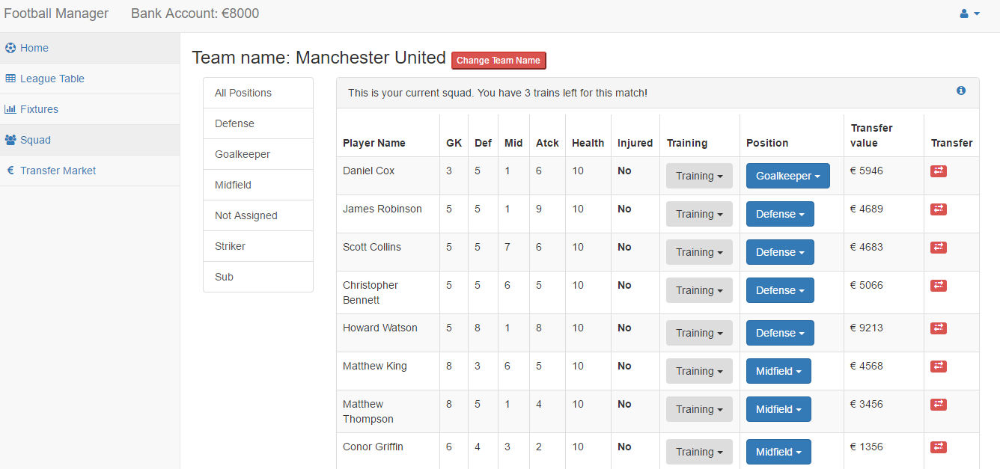 Football Manager Bank Account: €8000
Home
League Table
Fixtures
Squad
€ Transfer Market
Team name: Manchester United Change Team Name
All Positions
Defense
Goalkeeper
Midfield
Not Assigned
Striker
Sub
This is your current squad. You have 3 trains left for this match!
Player Name GK Def Mid Atck Health Injured Training Position Transfer value Transfer
Daniel Cox 3 5 1 6 10 No Training Goalkeeper € 5946
James Robinson 5 5 1 9 10 No Training Defense € 4689
Scott Collins 5 5 7 6 10 No Training Defense € 4683
Christopher Bennett 5 5 6 5 10 No Training Defense € 5066
Howard Watson 5 8 1 8 10 No Training Defense € 9213
Matthew King 8 3 6 5 10 No Training Midfield € 4568
Matthew Thompson 8 5 1 4 10 No Training Midfield € 3456
Conor Griffin 6 4 3 2 10 No Training Midfield € 1356